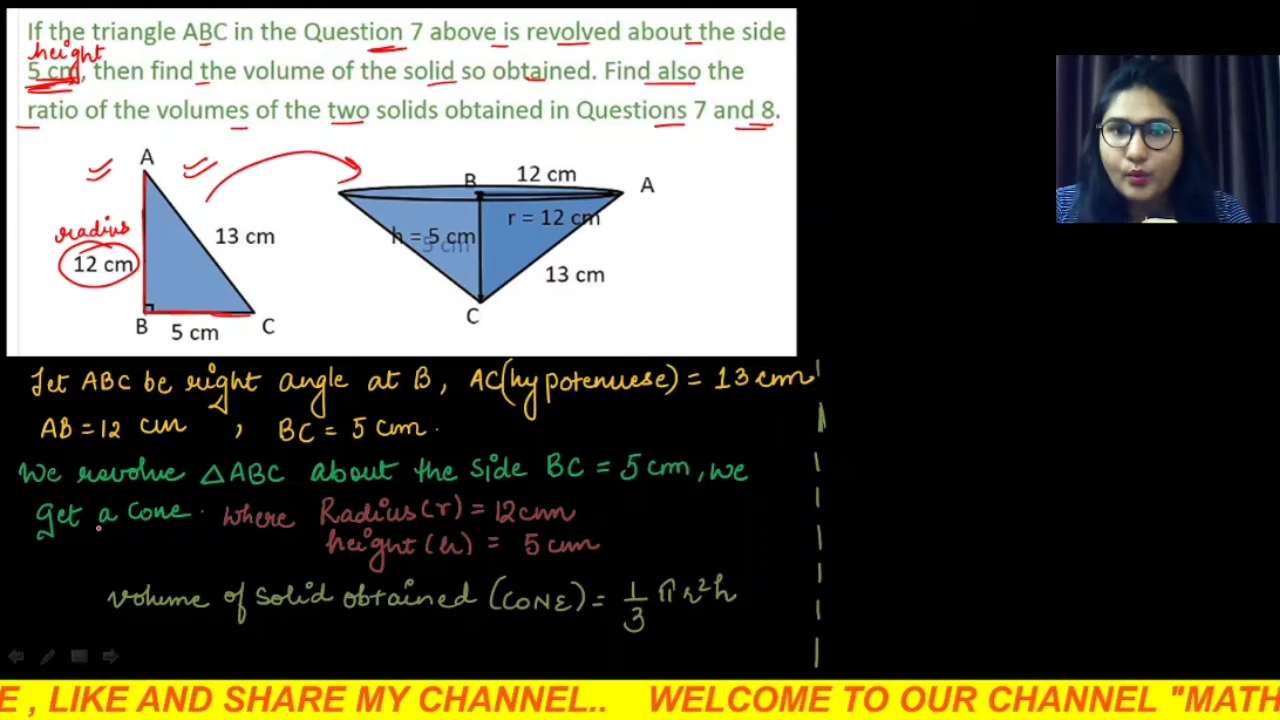 If the triangle ABC in the Question 7 above is revolved about the side
height
5 cm, then find the volume of the solid so obtained. Find also the
ratio of the volumes of the two solids obtained in Questions 7 and 8.
A
radius
12 cm
13 cm
B
5 cm
C
B
12 cm
A
r = 12 cm
h = 5 cm
5 cm
13 cm
C
Let ABC be right angle at B, AC(hypotenuese) = 13 cm
AB = 12 cm , BC = 5 cm.
We revolve △ABC about the side BC = 5 cm, we
get a cone. where Radius(r) = 12cm
height(h) = 5 cm
Volume of solid obtained (CONE) = 1/3 πr²h
E , LIKE AND SHARE MY CHANNEL.. WELCOME TO OUR CHANNEL "MATH